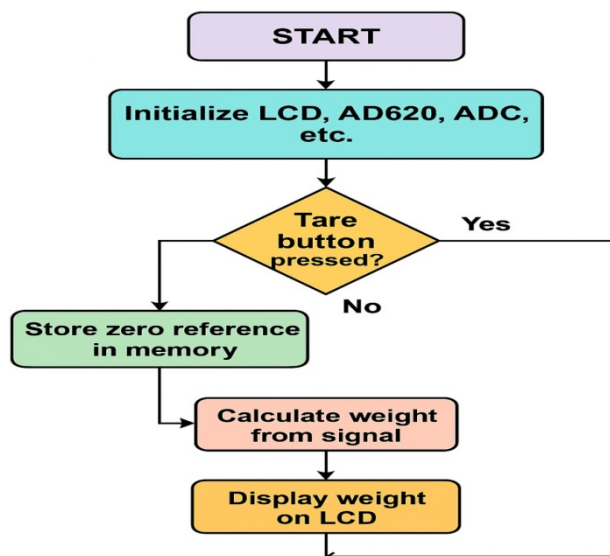 START
Initialize LCD, AD620, ADC,
etc.
Tare
button
pressed?
Yes
No
Store zero reference
in memory
Calculate weight
from signal
Display weight
on LCD